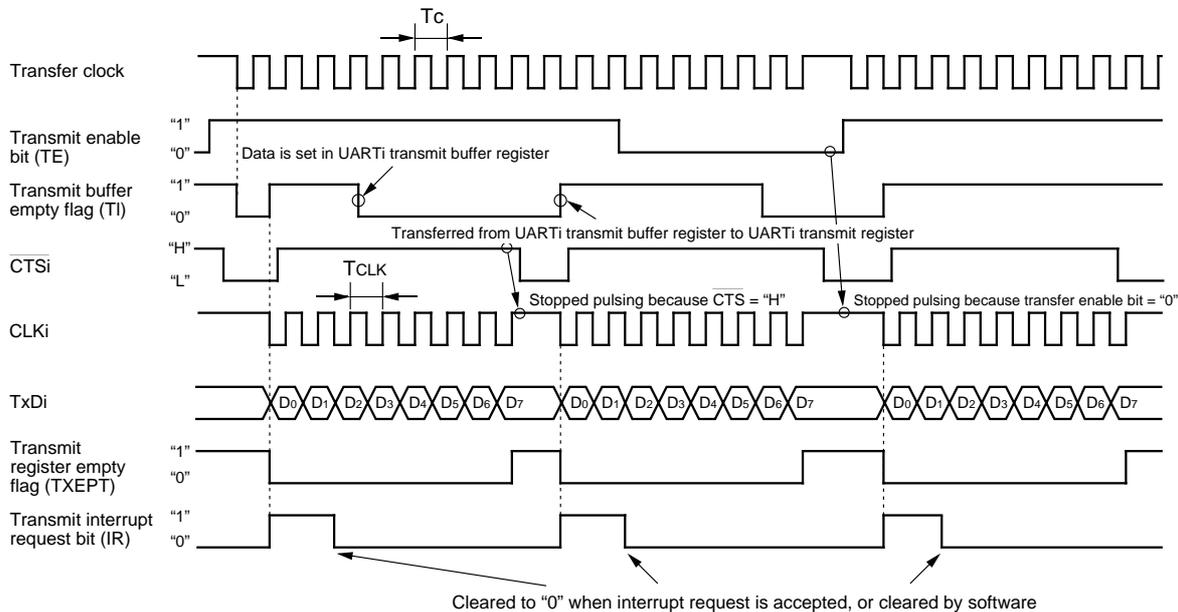 Tc
Transfer clock
Transmit enable
bit (TE)
“1”
“0”
Data is set in UARTi transmit buffer register
Transmit buffer
empty flag (TI)
“1”
“0”
Transferred from UARTi transmit buffer register to UARTi transmit register
CTSi
“H”
“L”
TCLK
Stopped pulsing because CTS = “H”
Stopped pulsing because transfer enable bit = “0”
CLKi
TxDi
D0 D1 D2 D3 D4 D5 D6 D7 D0 D1 D2 D3 D4 D5 D6 D7 D0 D1 D2 D3 D4 D5 D6 D7
Transmit
register empty
flag (TXEPT)
“1”
“0”
Transmit interrupt
request bit (IR)
“1”
“0”
Cleared to “0” when interrupt request is accepted, or cleared by software